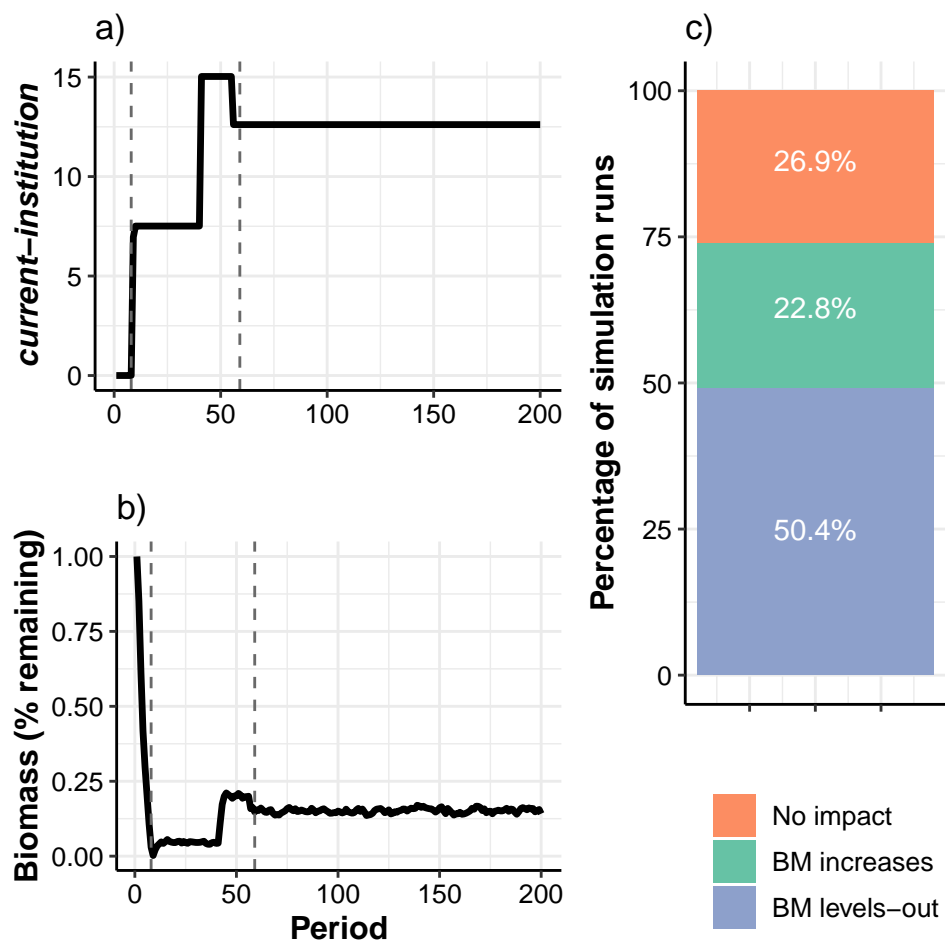 a)
current–institution
15
10
5
0
0 50 100 150 200
b)
Biomass (% remaining)
1.00
0.75
0.50
0.25
0.00
0 50 100 150 200
Period
c)
Percentage of simulation runs
100
75
50
25
0
26.9%
22.8%
50.4%
No impact
BM increases
BM levels–out